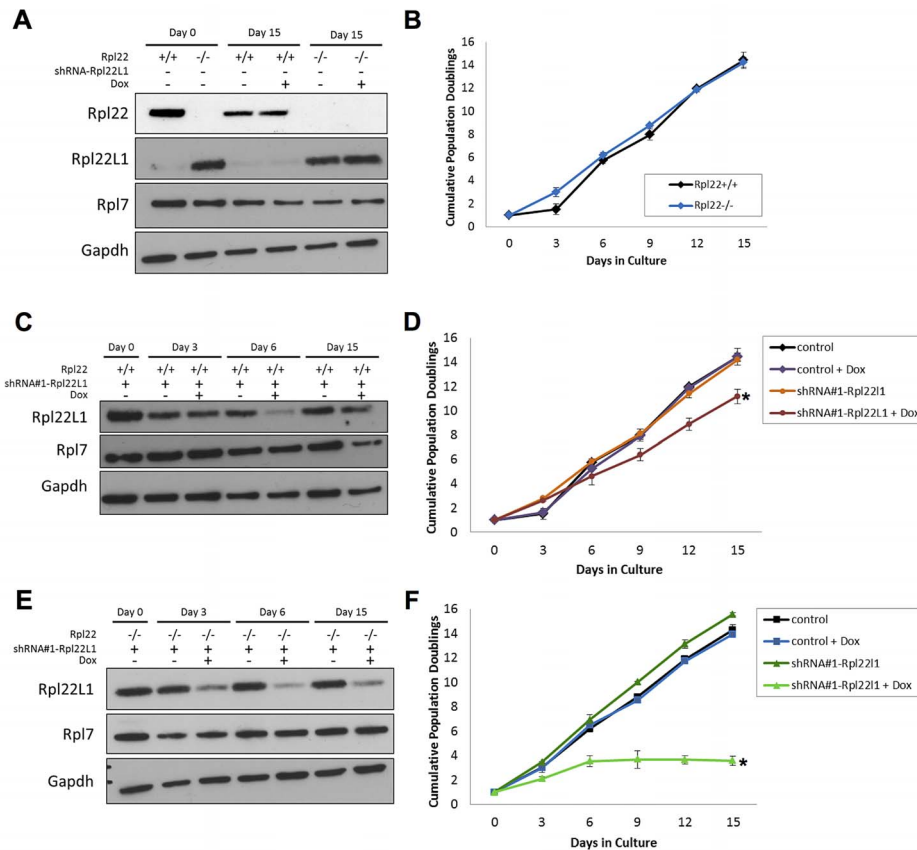 A
Day 0 Day 15 Day 15
Rpl22 +/+ -/- +/+ +/+ -/- -/-
shRNA-Rpl22L1 - - - - - -
Dox - - - + - +
Rpl22
Rpl22L1
Rpl7
Gapdh
B
Cumulative Population Doublings
16
14
12
10
8
6
4
2
0
Rpl22+/+
Rpl22-/-
0 3 6 9 12 15
Days in Culture
C
Day 0 Day 3 Day 6 Day 15
Rpl22 +/+ +/+ +/+ +/+ +/+ +/+ +/+
shRNA#1-Rpl22L1 + + + + + + +
Dox - - + - + - +
Rpl22L1
Rpl7
Gapdh
D
Cumulative Population Doublings
16
14
12
10
8
6
4
2
0
*
0 3 6 9 12 15
Days in Culture
control
control + Dox
shRNA#1-Rpl22l1
shRNA#1-Rpl22L1 + Dox
E
Day 0 Day 3 Day 6 Day 15
Rpl22 -/- -/- -/- -/- -/- -/- -/-
shRNA#1-Rpl22L1 + + + + + + +
Dox - - + - + - +
Rpl22L1
Rpl7
Gapdh
F
Cumulative Population Doublings
16
14
12
10
8
6
4
2
0
*
0 3 6 9 12 15
Days in Culture
control
control + Dox
shRNA#1-Rpl22l1
shRNA#1-Rpl22l1 + Dox